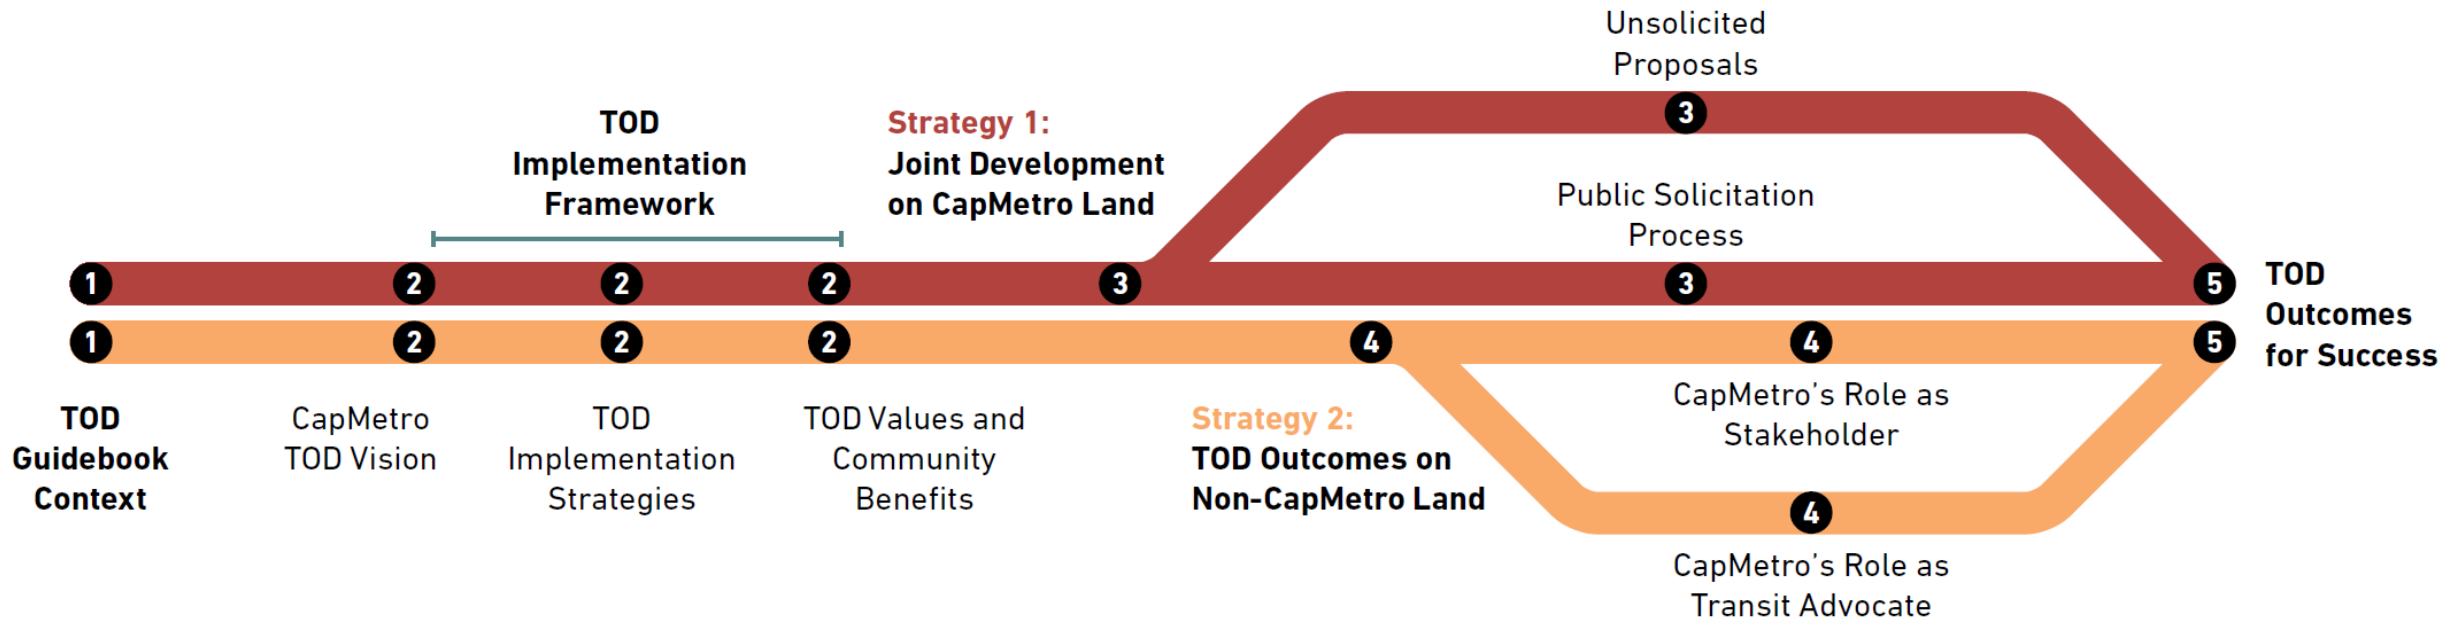 Unsolicited
Proposals
TOD
Implementation
Framework
Strategy 1:
Joint Development
on CapMetro Land
3
Public Solicitation
Process
1
2
2
2
3
3
5
1
2
2
2
4
4
5
TOD
Outcomes
for Success
TOD
Guidebook
Context
CapMetro
TOD Vision
TOD
Implementation
Strategies
TOD Values and
Community
Benefits
Strategy 2:
TOD Outcomes on
Non-CapMetro Land
CapMetro's Role as
Stakeholder
4
CapMetro's Role as
Transit Advocate